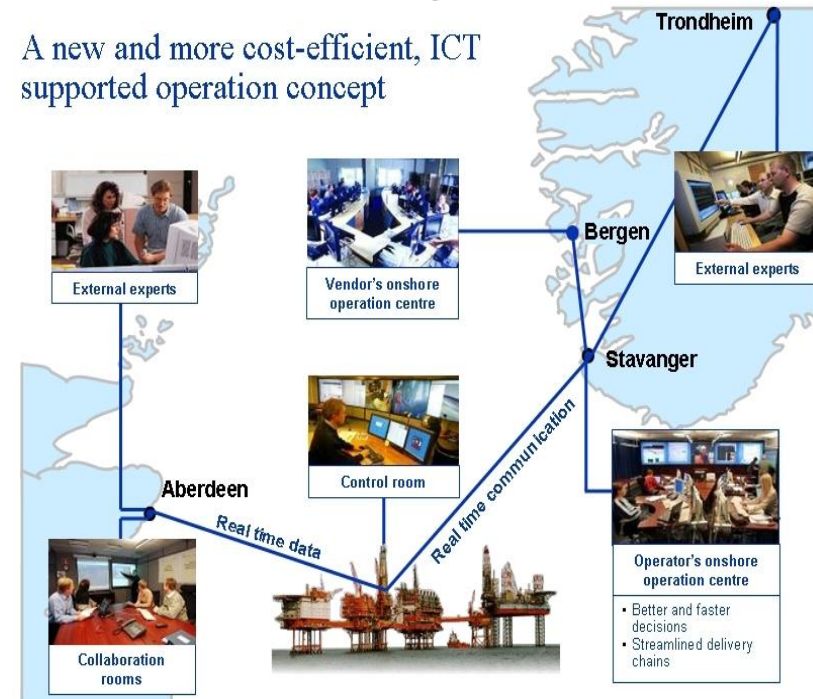 A new and more cost-efficient, ICT
supported operation concept
Trondheim
External experts
Vendor's onshore
operation centre
Bergen
External experts
Stavanger
Control room
Real time communication
Aberdeen
Real time data
Collaboration
rooms
Operator's onshore
operation centre
▪ Better and faster
decisions
▪ Streamlined delivery
chains